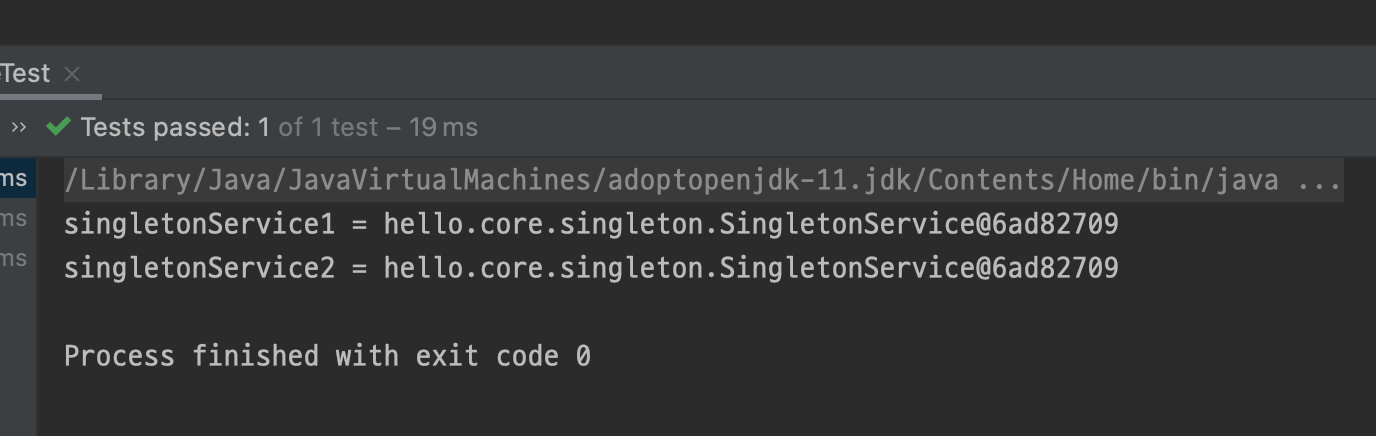 Test
Tests passed: 1 of 1 test – 19 ms
ms /Library/Java/JavaVirtualMachines/adoptopenjdk-11.jdk/Contents/Home/bin/java ...
ms singletonService1 = hello.core.singleton.SingletonService@6ad82709
ms singletonService2 = hello.core.singleton.SingletonService@6ad82709
Process finished with exit code 0